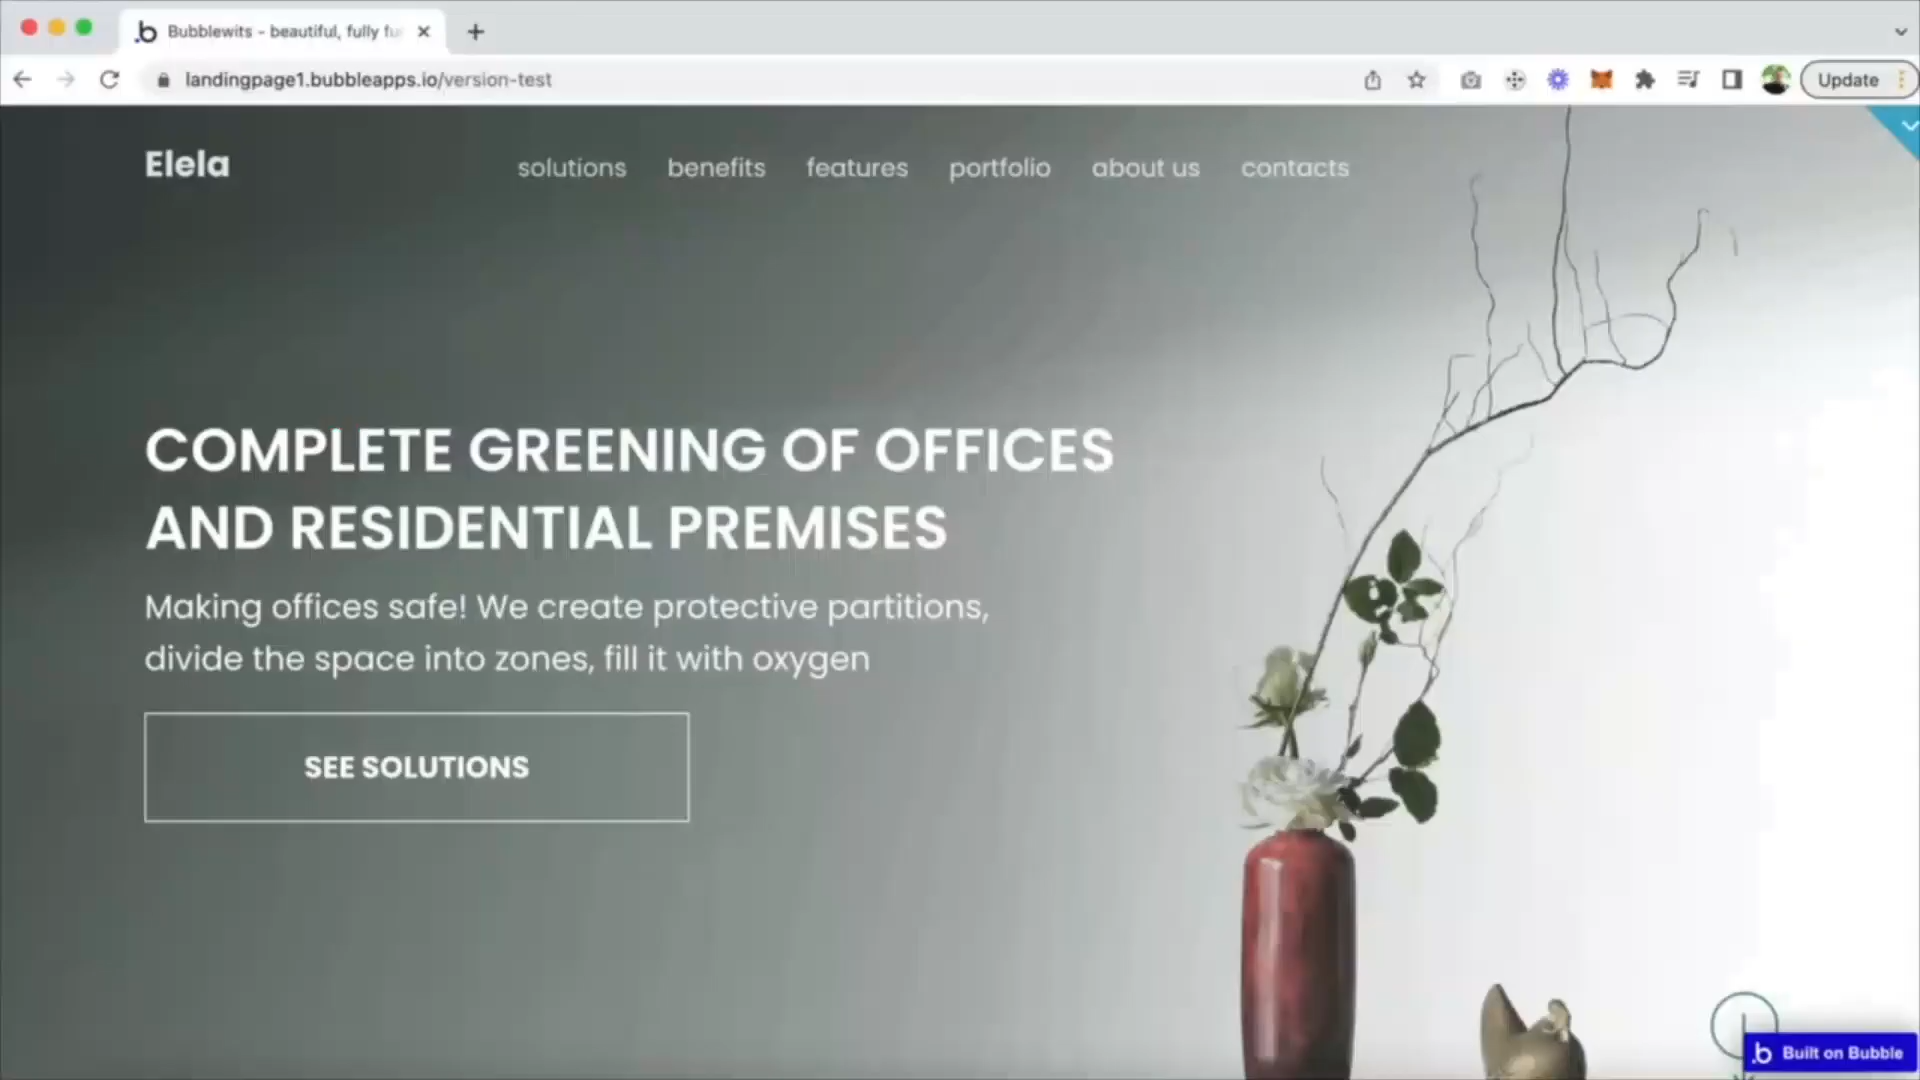 Bubblewits - beautiful, fully fu
landingpage1.bubbleapps.io/version-test
Update
Elela
solutions benefits features portfolio about us contacts
COMPLETE GREENING OF OFFICES
AND RESIDENTIAL PREMISES
Making offices safe! We create protective partitions,
divide the space into zones, fill it with oxygen
SEE SOLUTIONS
.b Built on Bubble